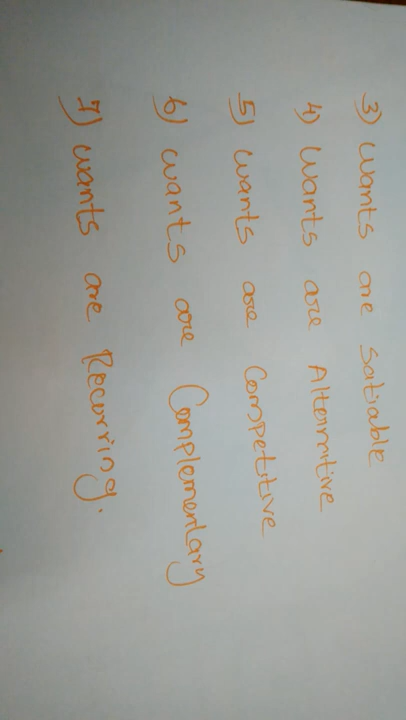 3) Wants are Satiable
4) Wants are Alternative
5) Wants are Competitive
6) Wants are Complementary
7) Wants are Recurring.